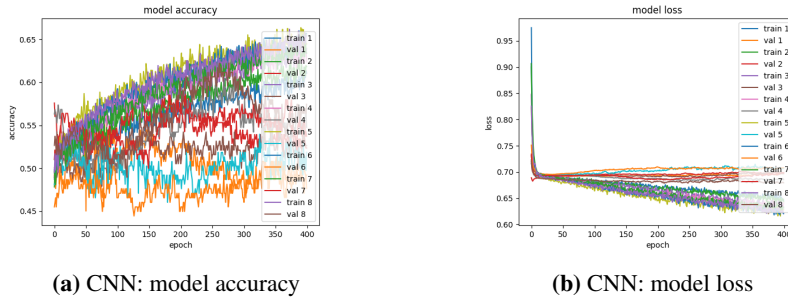 model accuracy
0.65
0.60
0.55
0.50
0.45
accuracy
0
50
100
150
200
250
300
350
400
epoch
train 1
val 1
train 2
val 2
train 3
val 3
train 4
val 4
train 5
val 5
train 6
val 6
train 7
val 7
train 8
val 8
(a) CNN: model accuracy
model loss
0.95
0.90
0.85
0.80
0.75
0.70
0.65
0.60
loss
0
50
100
150
200
250
300
350
400
epoch
train 1
val 1
train 2
val 2
train 3
val 3
train 4
val 4
train 5
val 5
train 6
val 6
train 7
val 7
train 8
val 8
(b) CNN: model loss